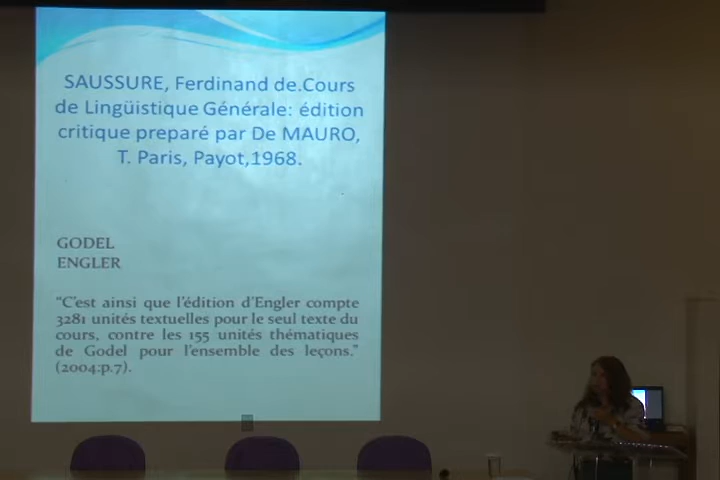 SAUSSURE, Ferdinand de.Cours
de Lingüistique Générale: édition
critique preparé par De MAURO,
T. Paris, Payot,1968.
GODEL
ENGLER
“C’est ainsi que l’édition d’Engler compte
3281 unités textuelles pour le seul texte du
cours, contre les 155 unités thématiques
de Godel pour l’ensemble des leçons.”
(2004:p.7).